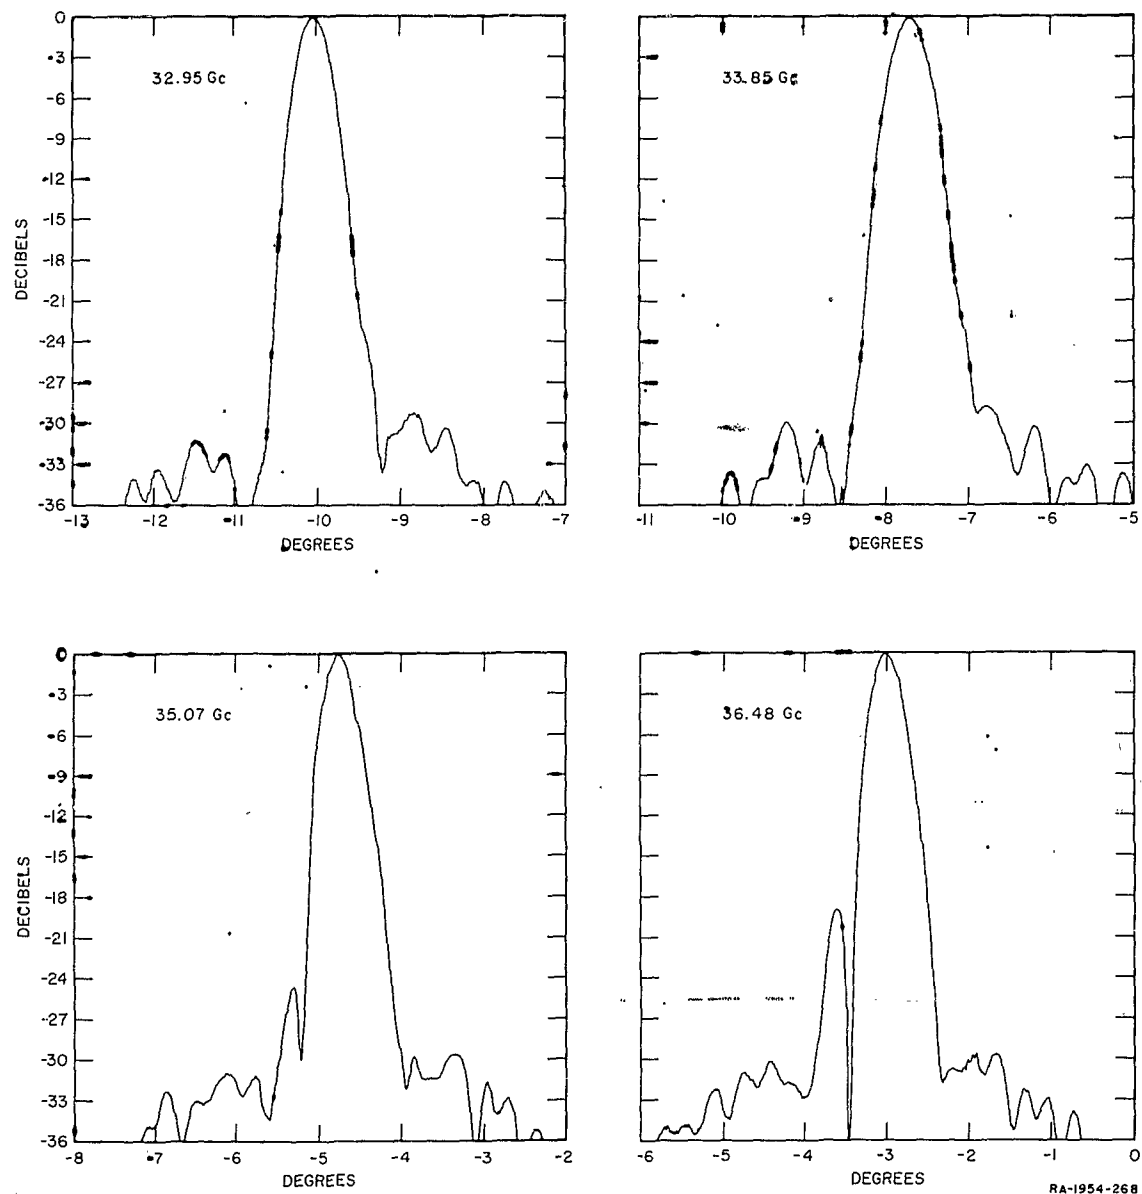 0
-3
-6
-9
-12
-15
-18
-21
-24
-27
-30
-33
-36
DECIBELS
32.95 Gc
-13 -12 -11 -10 -9 -8 -7
DEGREES
33.85 Gc
-11 -10 -9 -8 -7 -6 -5
DEGREES
0
-3
-6
-9
-12
-15
-18
-21
-24
-27
-30
-33
-36
DECIBELS
35.07 Gc
-8 -7 -6 -5 -4 -3 -2
DEGREES
36.48 Gc
-6 -5 -4 -3 -2 -1 0
DEGREES
RA-1954-268